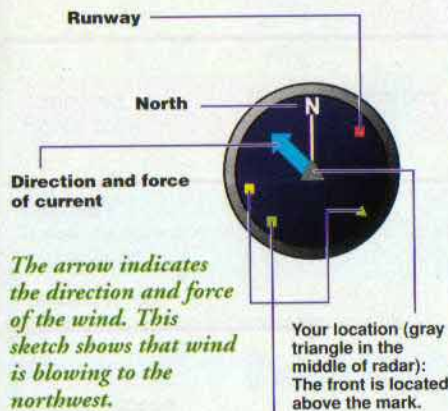 Runway
North
N
Direction and force
of current
The arrow indicates
the direction and force
of the wind. This
sketch shows that wind
is blowing to the
northwest.
Your location (gray
triangle in the
middle of radar):
The front is located
above the mark.